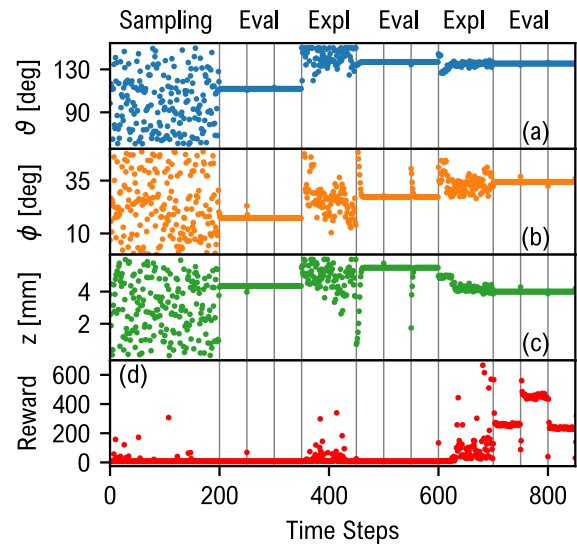 Sampling Eval Expl Eval Expl Eval
130
90
ϑ [deg]
(a)
35
10
ϕ [deg]
(b)
4
2
z [mm]
(c)
(d)
600
400
200
0
Reward
0 200 400 600 800
Time Steps